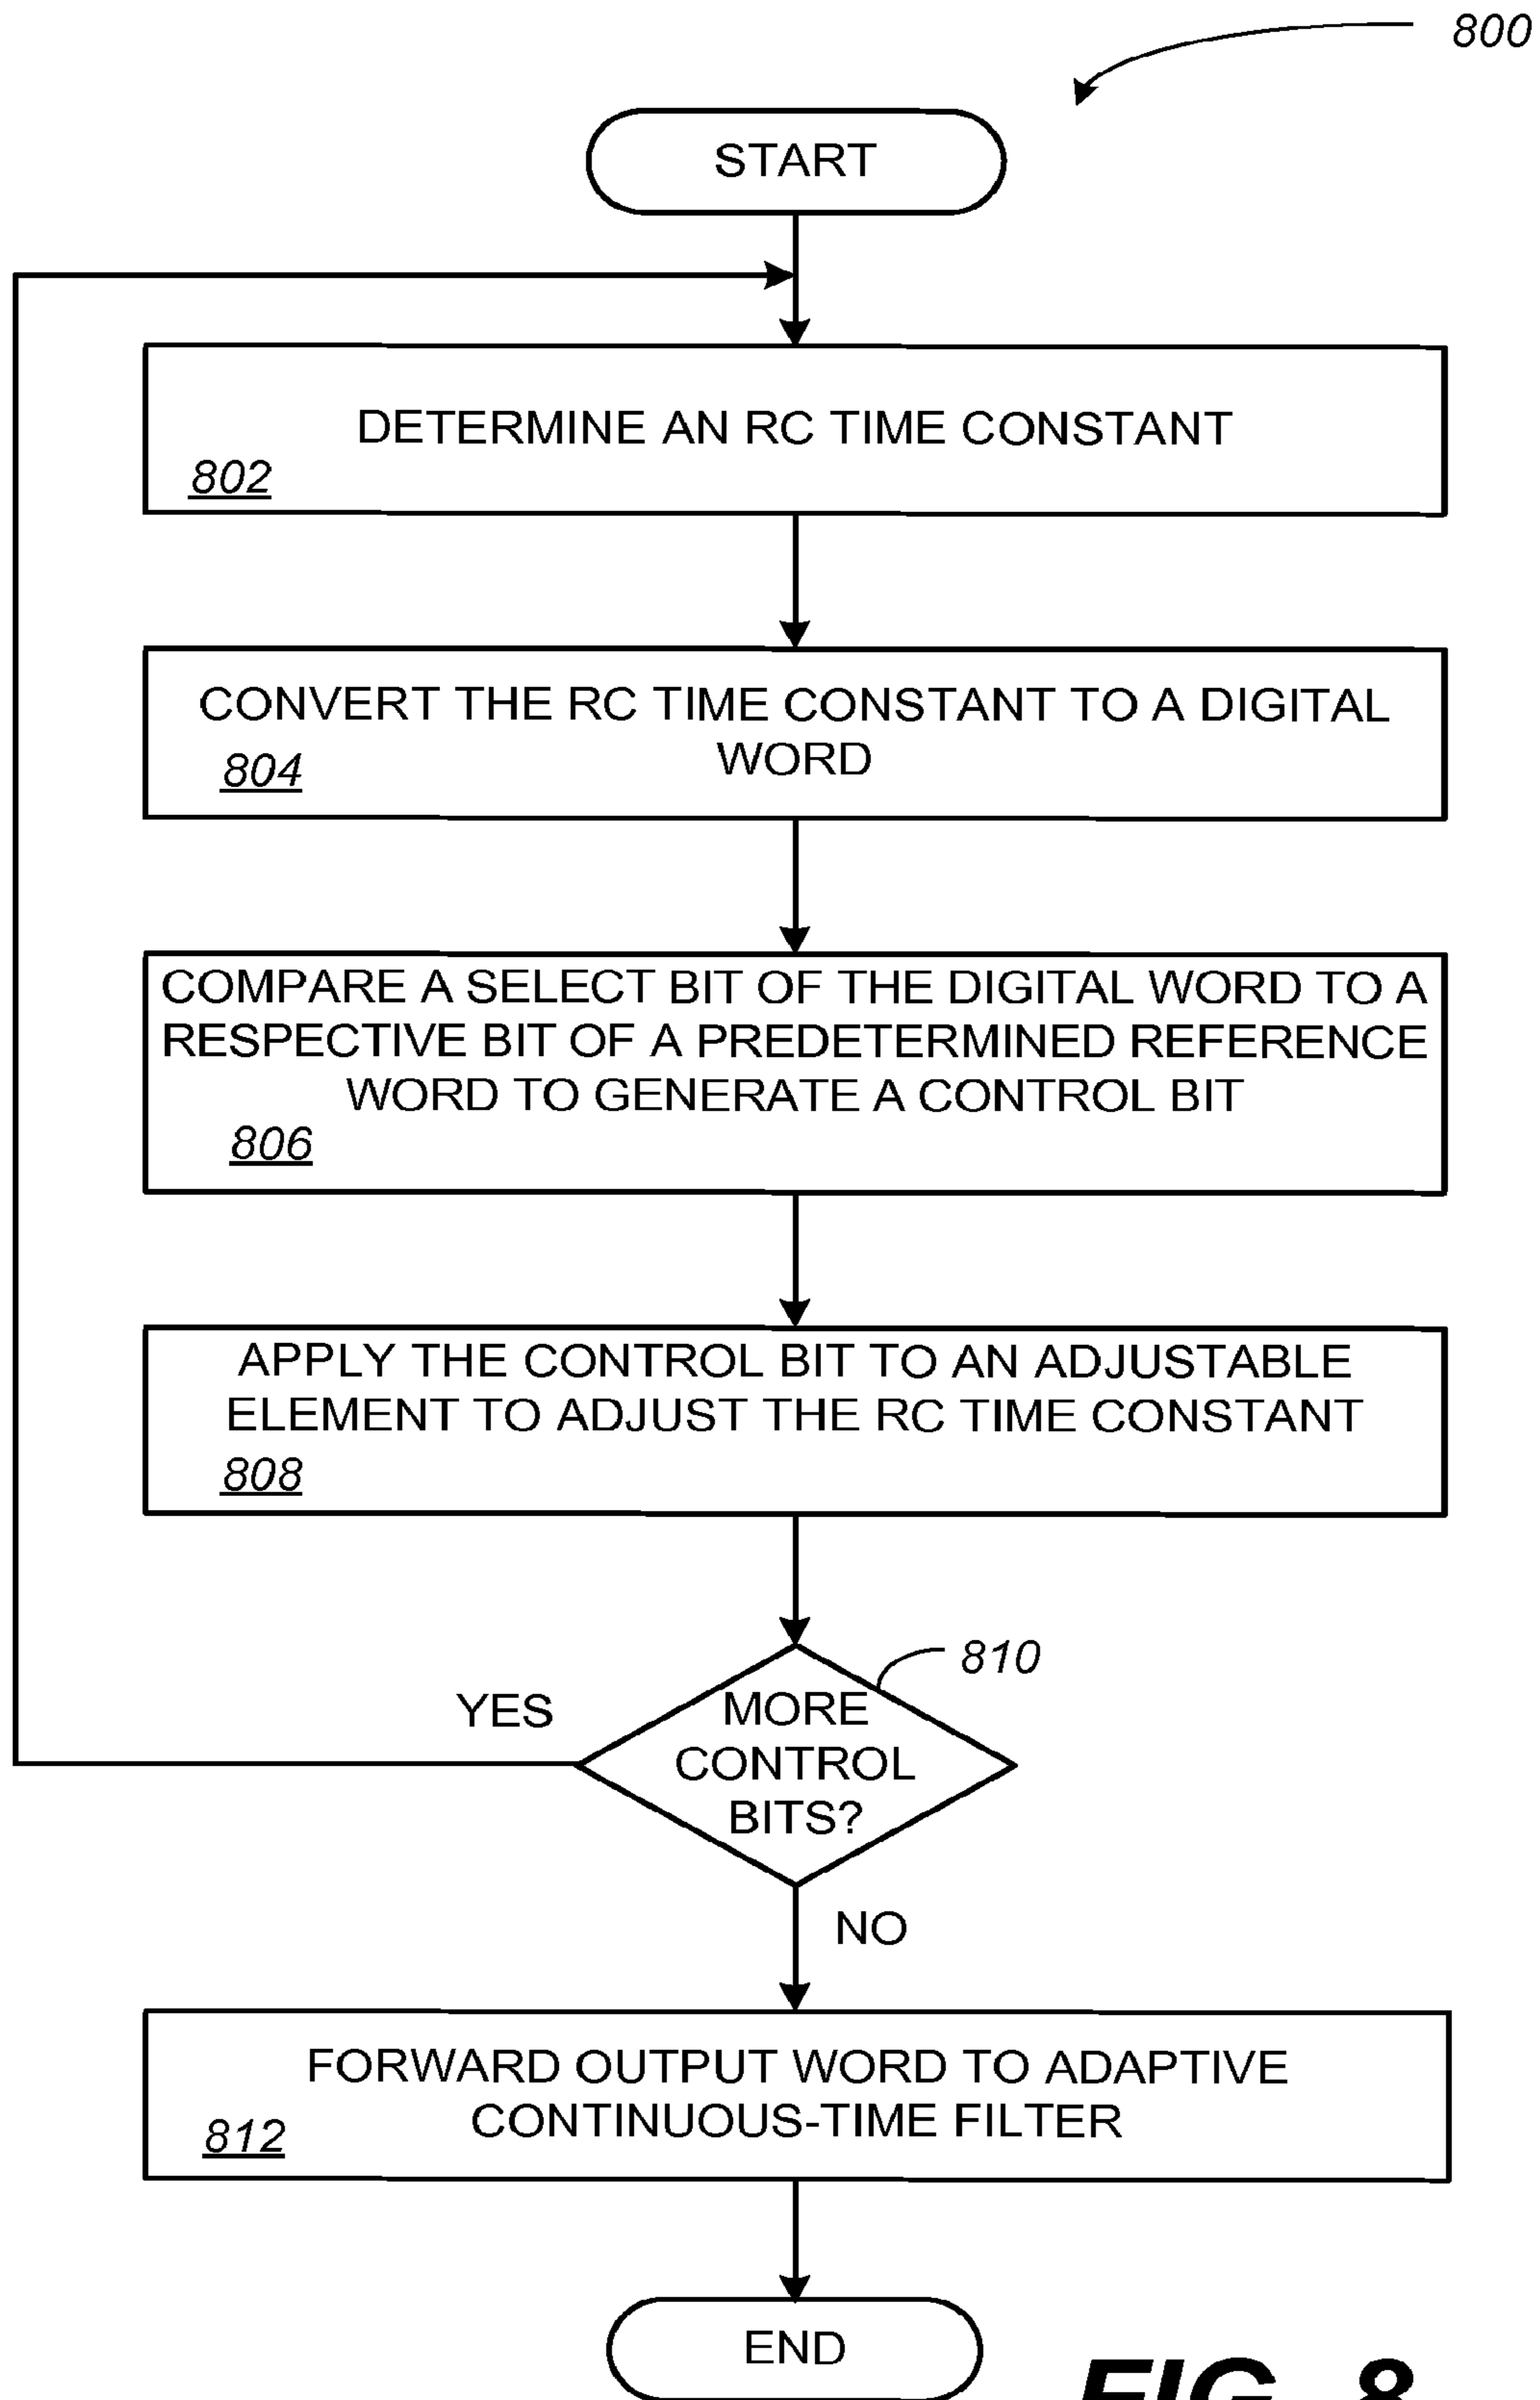 800
START
DETERMINE AN RC TIME CONSTANT
802
CONVERT THE RC TIME CONSTANT TO A DIGITAL
WORD
804
COMPARE A SELECT BIT OF THE DIGITAL WORD TO A
RESPECTIVE BIT OF A PREDETERMINED REFERENCE
WORD TO GENERATE A CONTROL BIT
806
APPLY THE CONTROL BIT TO AN ADJUSTABLE
ELEMENT TO ADJUST THE RC TIME CONSTANT
808
810
YES
MORE
CONTROL
BITS?
NO
FORWARD OUTPUT WORD TO ADAPTIVE
CONTINUOUS-TIME FILTER
812
END
FIG. 8